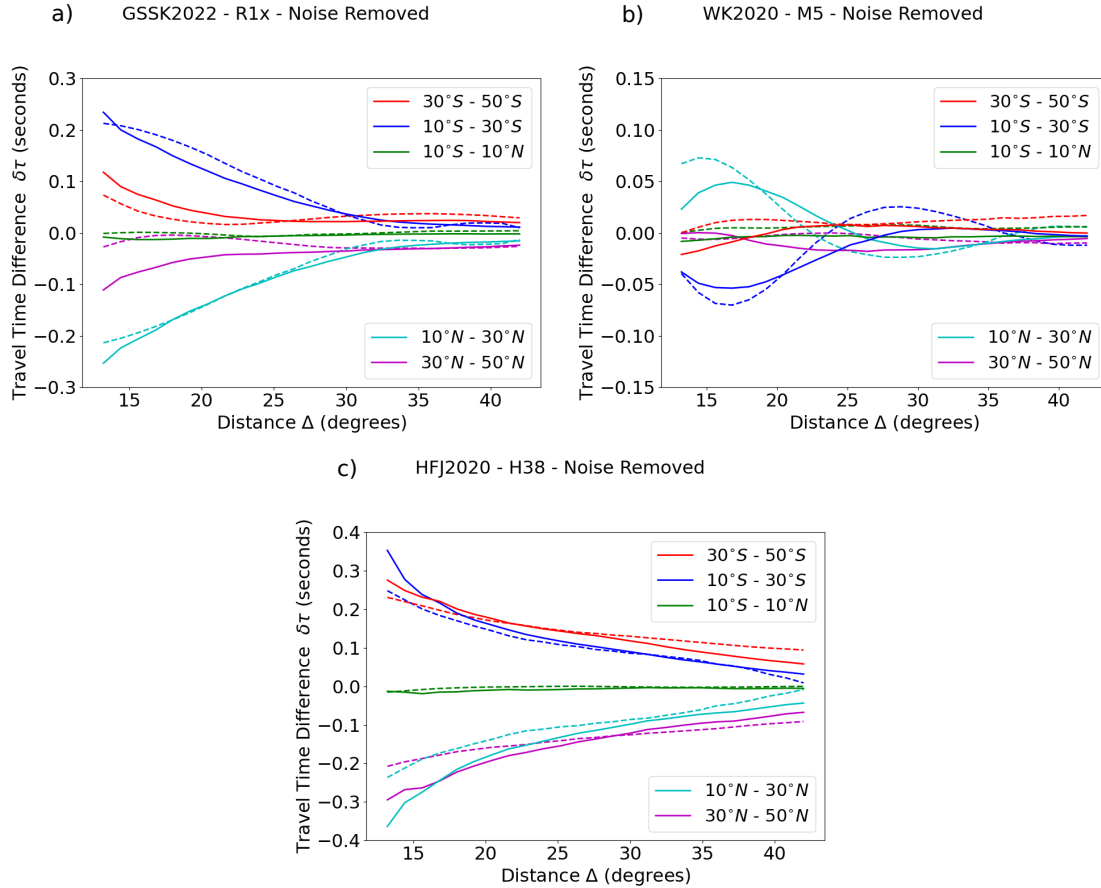 a) GSSK2022 - R1x - Noise Removed
Travel Time Difference δτ (seconds)
0.3
0.2
0.1
0.0
−0.1
−0.2
−0.3
30°S - 50°S
10°S - 30°S
10°S - 10°N
10°N - 30°N
30°N - 50°N
15 20 25 30 35 40
Distance Δ (degrees)
b) WK2020 - M5 - Noise Removed
Travel Time Difference δτ (seconds)
0.15
0.10
0.05
0.00
−0.05
−0.10
−0.15
30°S - 50°S
10°S - 30°S
10°S - 10°N
10°N - 30°N
30°N - 50°N
15 20 25 30 35 40
Distance Δ (degrees)
c) HFJ2020 - H38 - Noise Removed
Travel Time Difference δτ (seconds)
0.4
0.3
0.2
0.1
0.0
−0.1
−0.2
−0.3
−0.4
30°S - 50°S
10°S - 30°S
10°S - 10°N
10°N - 30°N
30°N - 50°N
15 20 25 30 35 40
Distance Δ (degrees)